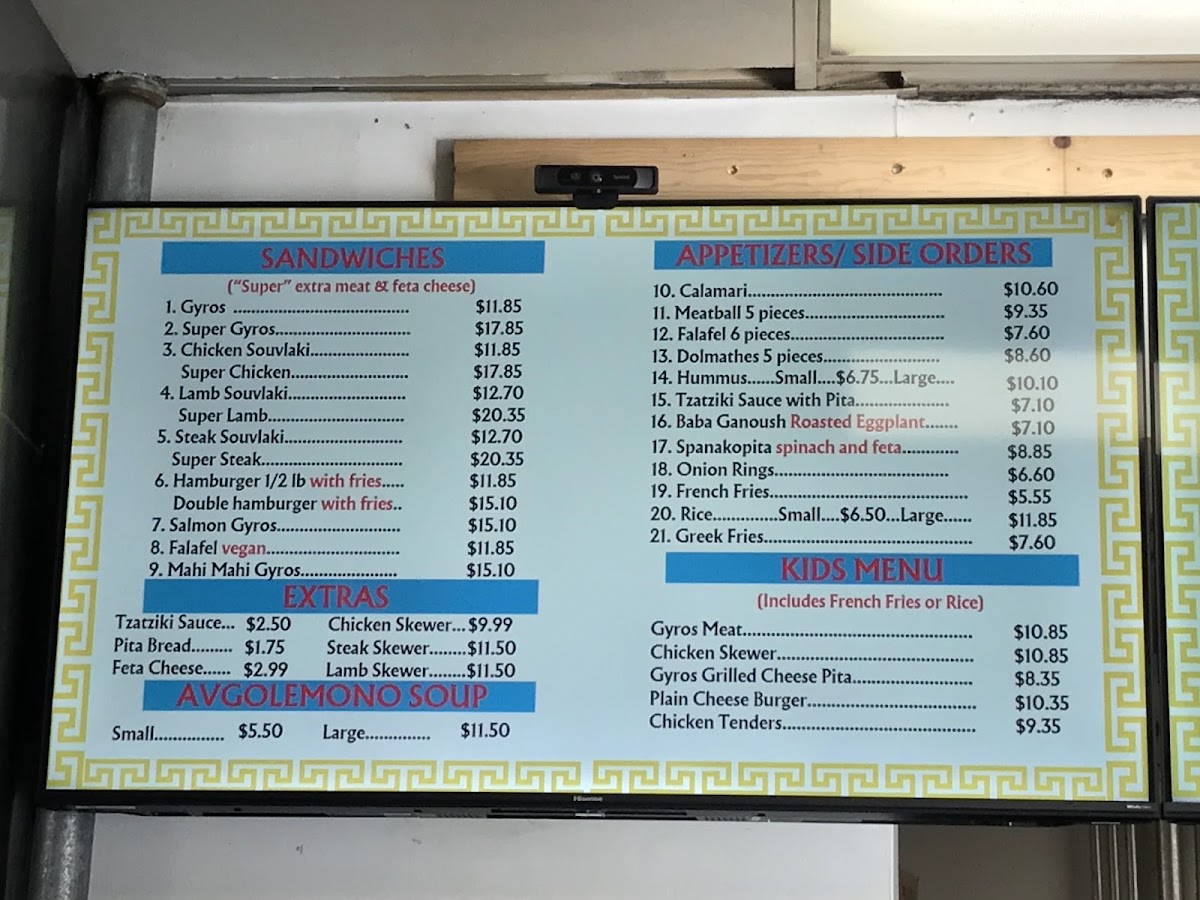 SANDWICHES
("Super" extra meat & feta cheese)
1. Gyros ........................................ $11.85
2. Super Gyros............................... $17.85
3. Chicken Souvlaki....................... $11.85
Super Chicken........................... $17.85
4. Lamb Souvlaki........................... $12.70
Super Lamb............................... $20.35
5. Steak Souvlaki........................... $12.70
Super Steak................................ $20.35
6. Hamburger 1/2 lb with fries..... $11.85
Double hamburger with fries.. $15.10
7. Salmon Gyros............................ $15.10
8. Falafel vegan.............................. $11.85
9. Mahi Mahi Gyros...................... $15.10
EXTRAS
Tzatziki Sauce... $2.50 Chicken Skewer... $9.99
Pita Bread......... $1.75 Steak Skewer........$11.50
Feta Cheese...... $2.99 Lamb Skewer.........$11.50
AVGOLEMONO SOUP
Small................ $5.50 Large............... $11.50
APPETIZERS/ SIDE ORDERS
10. Calamari............................................ $10.60
11. Meatball 5 pieces............................... $9.35
12. Falafel 6 pieces................................... $7.60
13. Dolmathes 5 pieces.......................... $8.60
14. Hummus......Small....$6.75...Large.... $10.10
15. Tzatziki Sauce with Pita..................... $7.10
16. Baba Ganoush Roasted Eggplant....... $7.10
17. Spanakopita spinach and feta............ $8.85
18. Onion Rings....................................... $6.60
19. French Fries............................................ $5.55
20. Rice..............Small....$6.50...Large...... $11.85
21. Greek Fries.............................................. $7.60
KIDS MENU
(Includes French Fries or Rice)
Gyros Meat.................................................... $10.85
Chicken Skewer............................................ $10.85
Gyros Grilled Cheese Pita........................... $8.35
Plain Cheese Burger...................................... $10.35
Chicken Tenders........................................... $9.35
Hisense